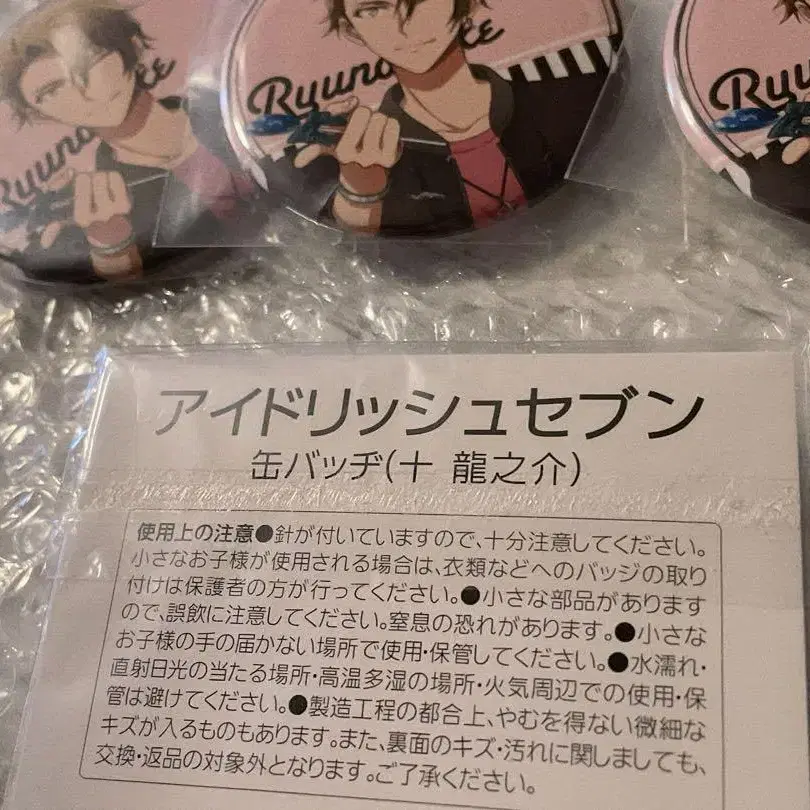 Ryuno
アイドリッシュセブン
缶バッヂ(十 龍之介)
使用上の注意●針が付いていますので、十分注意してください。
小さなお子様が使用される場合は、衣類などへのバッジの取り
付けは保護者の方が行ってください。●小さな部品があります
ので、誤飲に注意してください。窒息の恐れがあります。●小さな
お子様の手の届かない場所で使用・保管してください。●水濡れ・
直射日光の当たる場所・高温多湿の場所・火気周辺での使用・保
管は避けてください。●製造工程の都合上、やむを得ない微細な
キズが入るものもあります。また、裏面のキズ・汚れに関しましても、
交換・返品の対象外となります。ご了承ください。